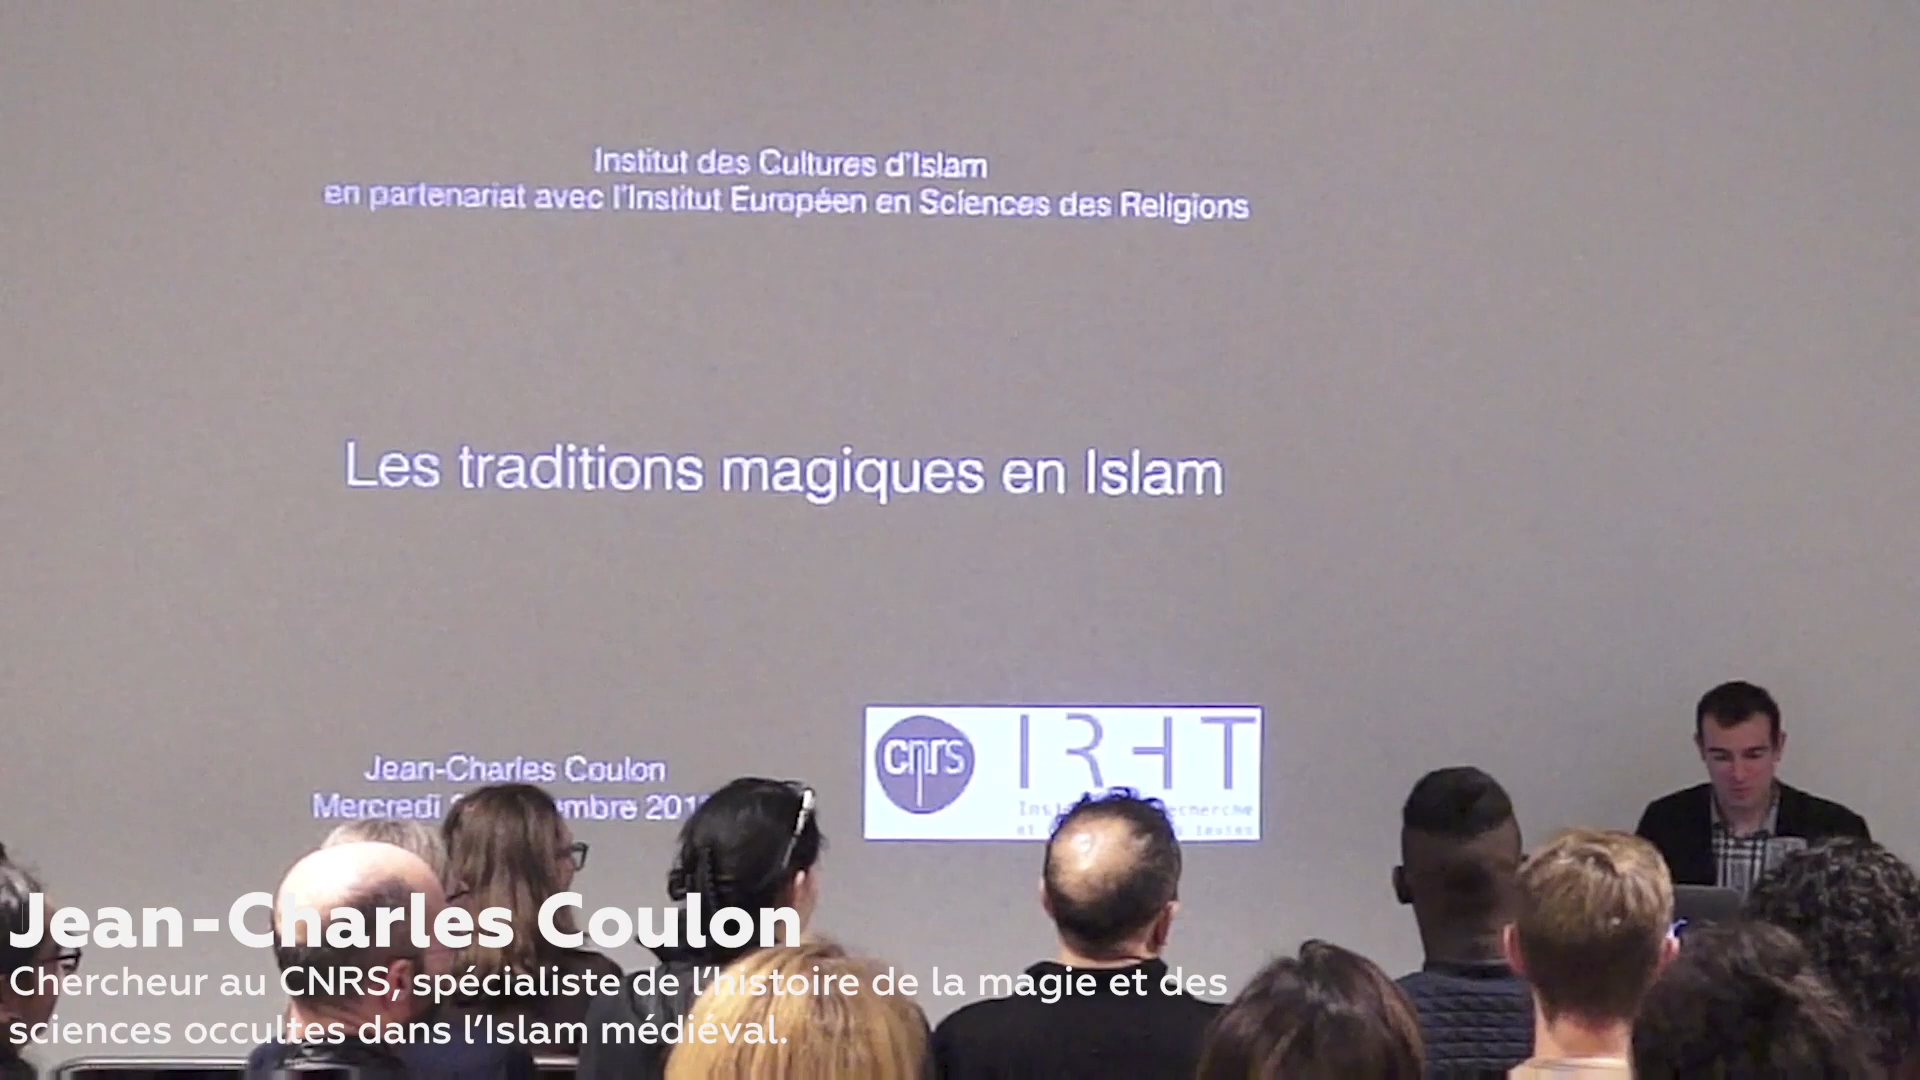 Institut des Cultures d'Islam
en partenariat avec l'Institut Européen en Sciences des Religions
Les traditions magiques en Islam
Jean-Charles Coulon
Mercredi
cnrs
IRHT
Jean-Charles Coulon
Chercheur au CNRS, spécialiste de l'histoire de la magie et des
sciences occultes dans l'Islam médiéval.